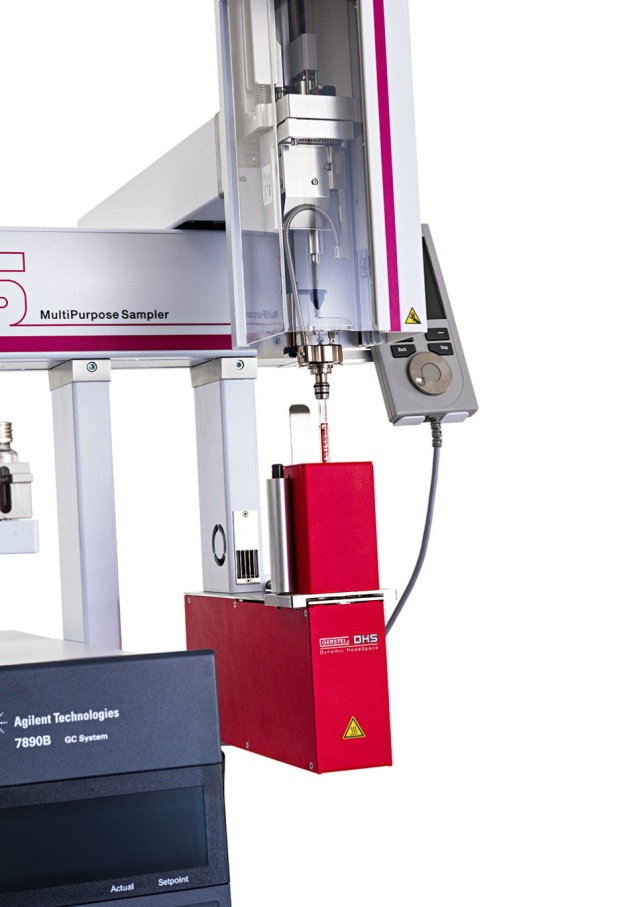 MultiPurpose Sampler
Back
Stop
GERSTEL DHS
Dynamic HeadSpace
Agilent Technologies
7890B GC System
Actual Setpoint